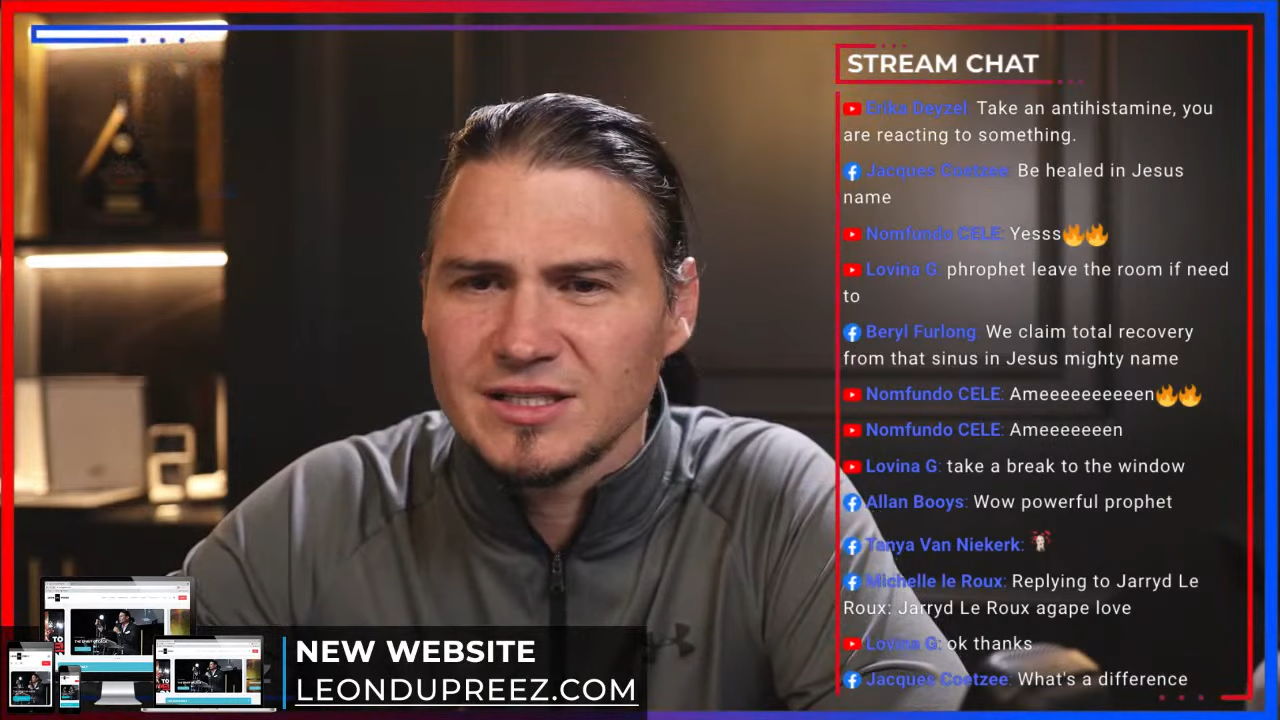 STREAM CHAT
Erika Deyzel: Take an antihistamine, you
are reacting to something.
Jacques Coetzee: Be healed in Jesus
name
Nomfundo CELE: Yesss🔥🔥
Lovina G: phrophet leave the room if need
to
Beryl Furlong: We claim total recovery
from that sinus in Jesus mighty name
Nomfundo CELE: Ameeeeeeeeeen🔥🔥
Nomfundo CELE: Ameeeeeeen
Lovina G: take a break to the window
Allan Booys: Wow powerful prophet
Tanya Van Niekerk:
Michelle le Roux: Replying to Jarryd Le
Roux: Jarryd Le Roux agape love
Lovina G: ok thanks
Jacques Coetzee: What's a difference
NEW WEBSITE
LEONDUPREEZ.COM